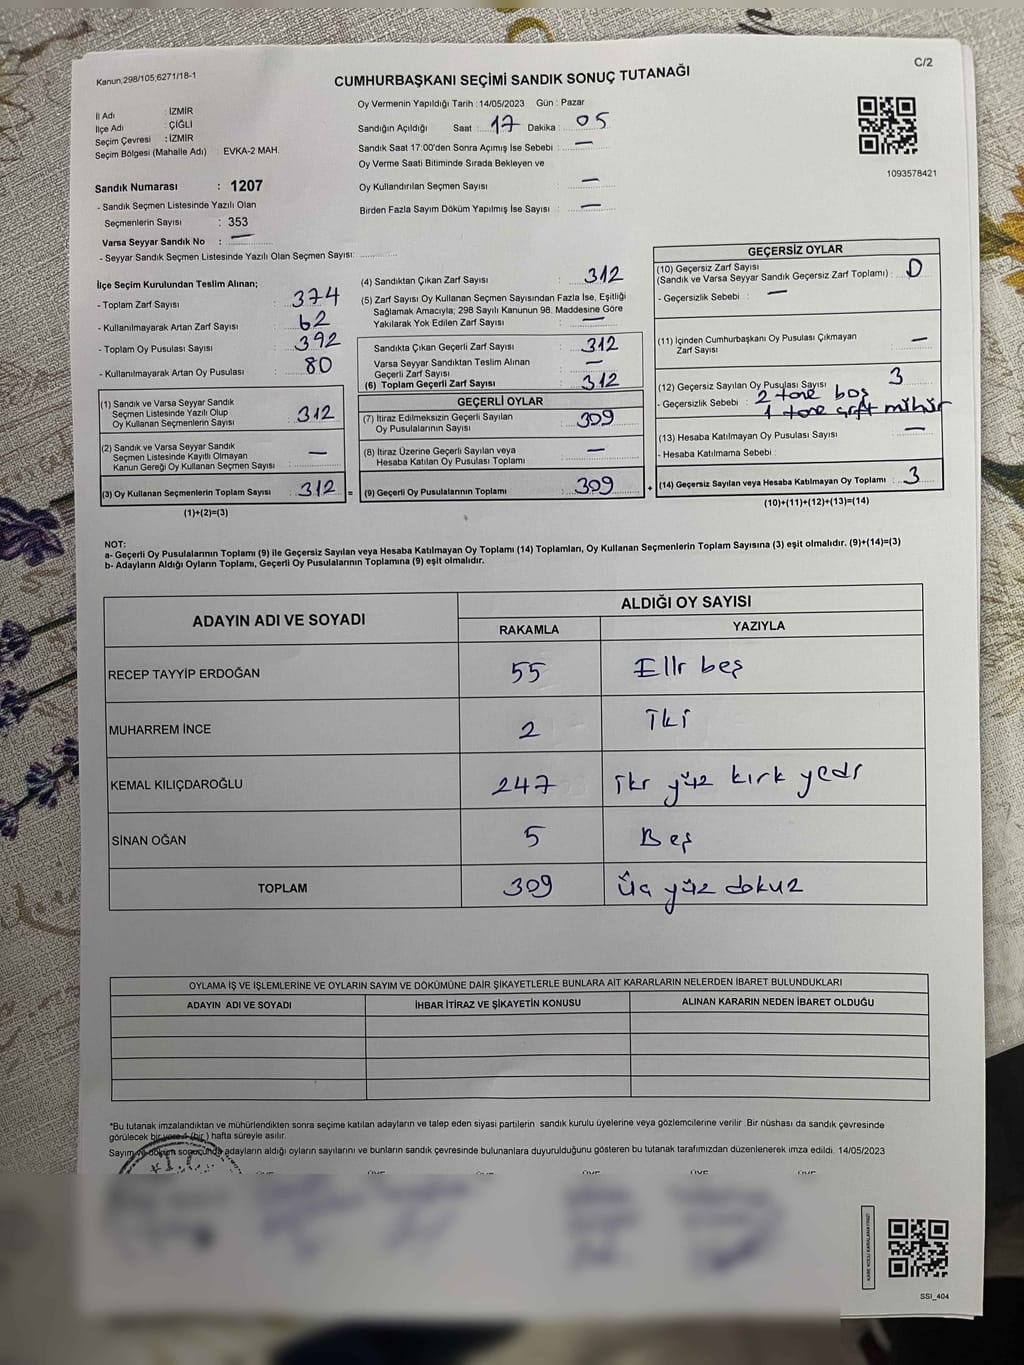 Kanun,298/105;6271/18-1
C/2
CUMHURBAŞKANI SEÇİMİ SANDIK SONUÇ TUTANAĞI
İl Adı : İZMİR
İlçe Adı : ÇİĞLİ
Seçim Çevresi : İZMİR
Seçim Bölgesi (Mahalle Adı) : EVKA-2 MAH.
Sandık Numarası : 1207
- Sandık Seçmen Listesinde Yazılı Olan
Seçmenlerin Sayısı : 353
Varsa Seyyar Sandık No : —
- Seyyar Sandık Seçmen Listesinde Yazılı Olan Seçmen Sayısı: ............
Oy Vermenin Yapıldığı Tarih :14/05/2023 Gün : Pazar
Sandığın Açıldığı Saat : 17 Dakika : 05
Sandık Saat 17:00'den Sonra Açımış İse Sebebi : —
Oy Verme Saati Bitiminde Sırada Bekleyen ve
Oy Kullandırılan Seçmen Sayısı : —
Birden Fazla Sayım Döküm Yapılmış İse Sayısı : —
1093578421
İlçe Seçim Kurulundan Teslim Alınan;
- Toplam Zarf Sayısı : 374
- Kullanılmayarak Artan Zarf Sayısı : 62
- Toplam Oy Pusulası Sayısı : 392
- Kullanılmayarak Artan Oy Pusulası : 80
(1) Sandık ve Varsa Seyyar Sandık
Seçmen Listesinde Yazılı Olup
Oy Kullanan Seçmenlerin Sayısı : 312
(2) Sandık ve Varsa Seyyar Sandık
Seçmen Listesinde Kayıtlı Olmayan
Kanun Gereği Oy Kullanan Seçmen Sayısı : —
(3) Oy Kullanan Seçmenlerin Toplam Sayısı : 312 =
(1)+(2)=(3)
(4) Sandıktan Çıkan Zarf Sayısı : 312
(5) Zarf Sayısı Oy Kullanan Seçmen Sayısından Fazla İse, Eşitliği
Sağlamak Amacıyla; 298 Sayılı Kanunun 98. Maddesine Göre
Yakılarak Yok Edilen Zarf Sayısı : —
Sandıkta Çıkan Geçerli Zarf Sayısı : 312
Varsa Seyyar Sandıktan Teslim Alınan
Geçerli Zarf Sayısı : —
(6) Toplam Geçerli Zarf Sayısı : 312
GEÇERLİ OYLAR
(7) İtiraz Edilmeksizin Geçerli Sayılan
Oy Pusulalarının Sayısı : 309
(8) İtiraz Üzerine Geçerli Sayılan veya
Hesaba Katılan Oy Pusulası Toplamı : —
(9) Geçerli Oy Pusulalarının Toplamı : 309 +
GEÇERSİZ OYLAR
(10) Geçersiz Zarf Sayısı
(Sandık ve Varsa Seyyar Sandık Geçersiz Zarf Toplamı) : 0
- Geçersizlik Sebebi : —
(11) İçinden Cumhurbaşkanı Oy Pusulası Çıkmayan
Zarf Sayısı : —
(12) Geçersiz Sayılan Oy Pusulası Sayısı : 3
- Geçersizlik Sebebi : 2 tane boş
1 tane çift mühür
(13) Hesaba Katılmayan Oy Pusulası Sayısı : —
- Hesaba Katılmama Sebebi :
(14) Geçersiz Sayılan veya Hesaba Katılmayan Oy Toplamı : 3
(10)+(11)+(12)+(13)=(14)
NOT:
a- Geçerli Oy Pusulalarının Toplamı (9) ile Geçersiz Sayılan veya Hesaba Katılmayan Oy Toplamı (14) Toplamları, Oy Kullanan Seçmenlerin Toplam Sayısına (3) eşit olmalıdır. (9)+(14)=(3)
b- Adayların Aldığı Oyların Toplamı, Geçerli Oy Pusulalarının Toplamına (9) eşit olmalıdır.
ADAYIN ADI VE SOYADI
ALDIĞI OY SAYISI
RAKAMLA YAZIYLA
RECEP TAYYİP ERDOĞAN 55 Elli beş
MUHARREM İNCE 2 iki
KEMAL KILIÇDAROĞLU 247 iki yüz kırk yedi
SİNAN OĞAN 5 Beş
TOPLAM 309 üç yüz dokuz
OYLAMA İŞ VE İŞLEMLERİNE VE OYLARIN SAYIM VE DÖKÜMÜNE DAİR ŞİKAYETLERLE BUNLARA AİT KARARLARIN NELERDEN İBARET BULUNDUKLARI
ADAYIN ADI VE SOYADI İHBAR İTİRAZ VE ŞİKAYETİN KONUSU ALINAN KARARIN NEDEN İBARET OLDUĞU
*Bu tutanak imzalandıktan ve mühürlendikten sonra seçime katılan adayların ve talep eden siyasi partilerin sandık kurulu üyelerine veya gözlemcilerine verilir .Bir nüshası da sandık çevresinde
görülecek bir yere 1 (bir ) hafta süreyle asılır.
Sayım ve döküm sonucunda adayların aldığı oyların sayılarını ve bunların sandık çevresinde bulunanlara duyurulduğunu gösteren bu tutanak tarafımızdan düzenlenerek imza edildi. 14/05/2023
T.C.
SSI_404